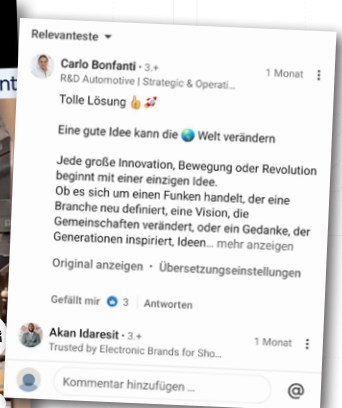 Relevanteste
Carlo Bonfanti • 3.+
1 Monat
R&D Automotive | Strategic & Operati...
Tolle Lösung 👍🚀
Eine gute Idee kann die 🌎 Welt verändern
Jede große Innovation, Bewegung oder Revolution
beginnt mit einer einzigen Idee.
Ob es sich um einen Funken handelt, der eine
Branche neu definiert, eine Vision, die
Gemeinschaften verändert, oder ein Gedanke, der
Generationen inspiriert, Ideen... mehr anzeigen
Original anzeigen • Übersetzungseinstellungen
Gefällt mir 3 | Antworten
Akan Idaresit • 3.+
1 Monat
Trusted by Electronic Brands for Sho...
Kommentar hinzufügen ...
@
nt